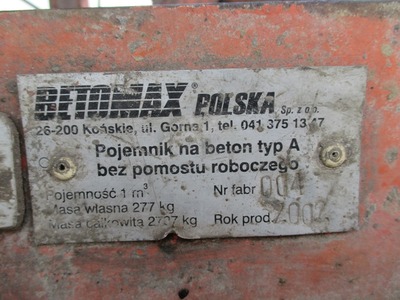 BETOMAX® POLSKA Sp. z o.o.
26-200 Końskie, ul. Górna 1, tel. 041 375 13 47
Pojemnik na beton typ A
bez pomostu roboczego
Pojemność 1 m³ Nr fabr 004
Masa własna 277 kg
Masa całkowita 2707 kg Rok prod. 2002